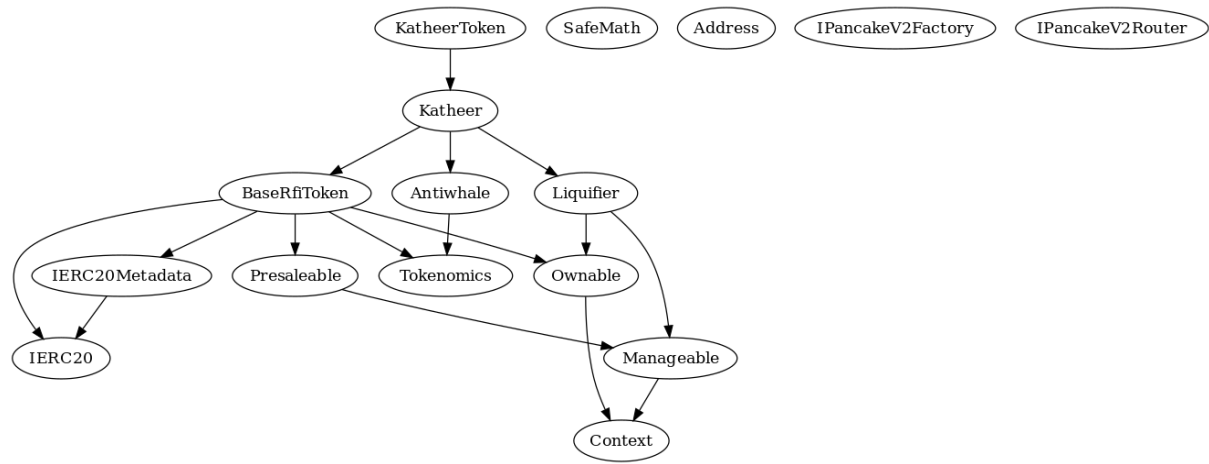 KatheerToken
SafeMath
Address
IPancakeV2Factory
IPancakeV2Router
Katheer
BaseRfiToken
Antiwhale
Liquifier
IERC20Metadata
Presaleable
Tokenomics
Ownable
IERC20
Manageable
Context